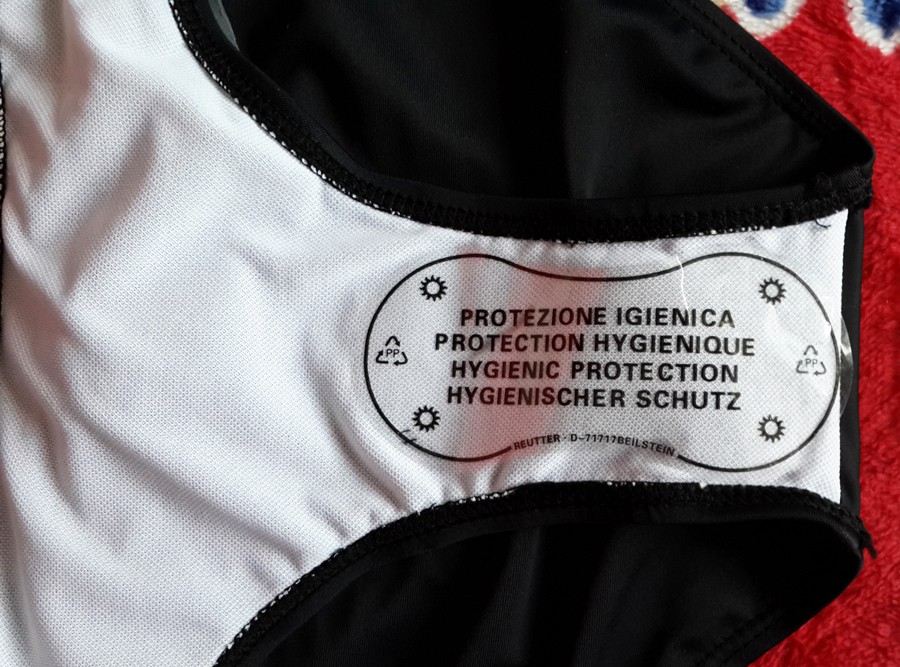 PROTEZIONE IGIENICA
PROTECTION HYGIENIQUE
PP
PP
HYGIENIC PROTECTION
HYGIENISCHER SCHUTZ
REUTTER · D-71717BEILSTEIN